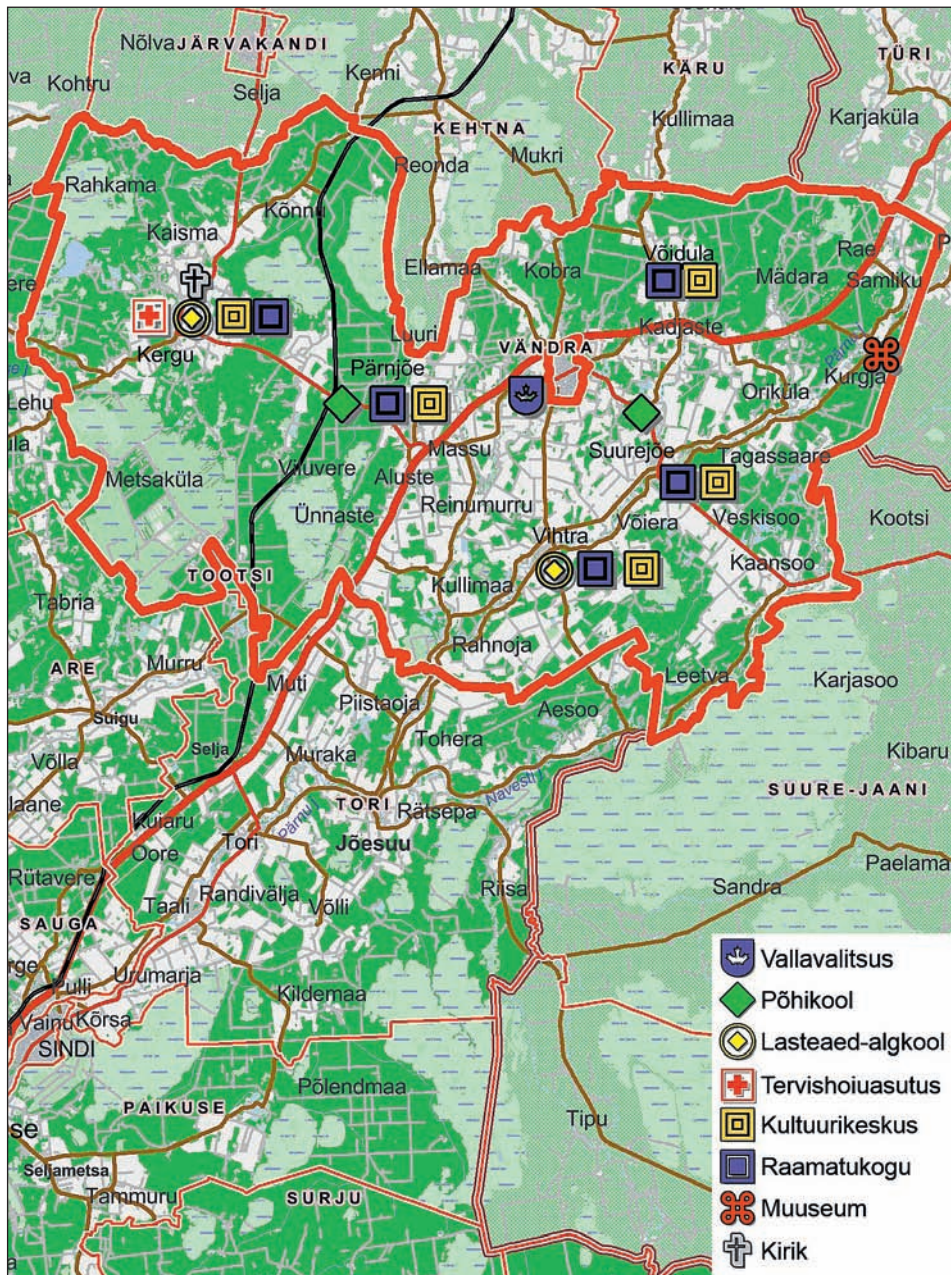 Nõlva
JÄRVAKANDI
Kenni
KÄRU
TÜRI
Kohtru
Selja
Kullimaa
Karjaküla
KEHTNA
Reonda
Mukri
Rahkama
Kõnnu
Kaisma
Ellamaa
Kobra
Võidula
Mädara
Rae
Samliku
Luuri
Kadjaste
Kergu
VÄNDRA
Pärnjõe
Kurgja
Lehu
Oriküla
Massu
Suurejõe
Viluvere
Aluste
Tagassaare
Metsaküla
Reinumurru
Ünnaste
Võiera
Veskisoo
Kootsi
Vihtra
TOOTSI
Kullimaa
Kaansoo
Tabria
Rahnoja
ARE
Murru
Muti
Leetva
Karjasoo
Suigu
Piistaoja
Aesoo
Selja
Tohera
Võlla
Muraka
Kibaru
laane
Navesti j
SUURE-JAANI
TORI
Rätsepa
Kuiaru
Pärnu j
Tori
Jõesuu
Oore
Paelama
Rütavere
Randivälja
Riisa
Sandra
Taali
Võlli
SAUGA
Urumarja
Pulli
Kildemaa
Vainu
Kõrsa
SINDI
Põlendmaa
PAIKUSE
Tipu
Seljametsa
Tammuru
SURJU
Vallavalitsus
Põhikool
Lasteaed-algkool
Tervishoiuasutus
Kultuurikeskus
Raamatukogu
Muuseum
Kirik